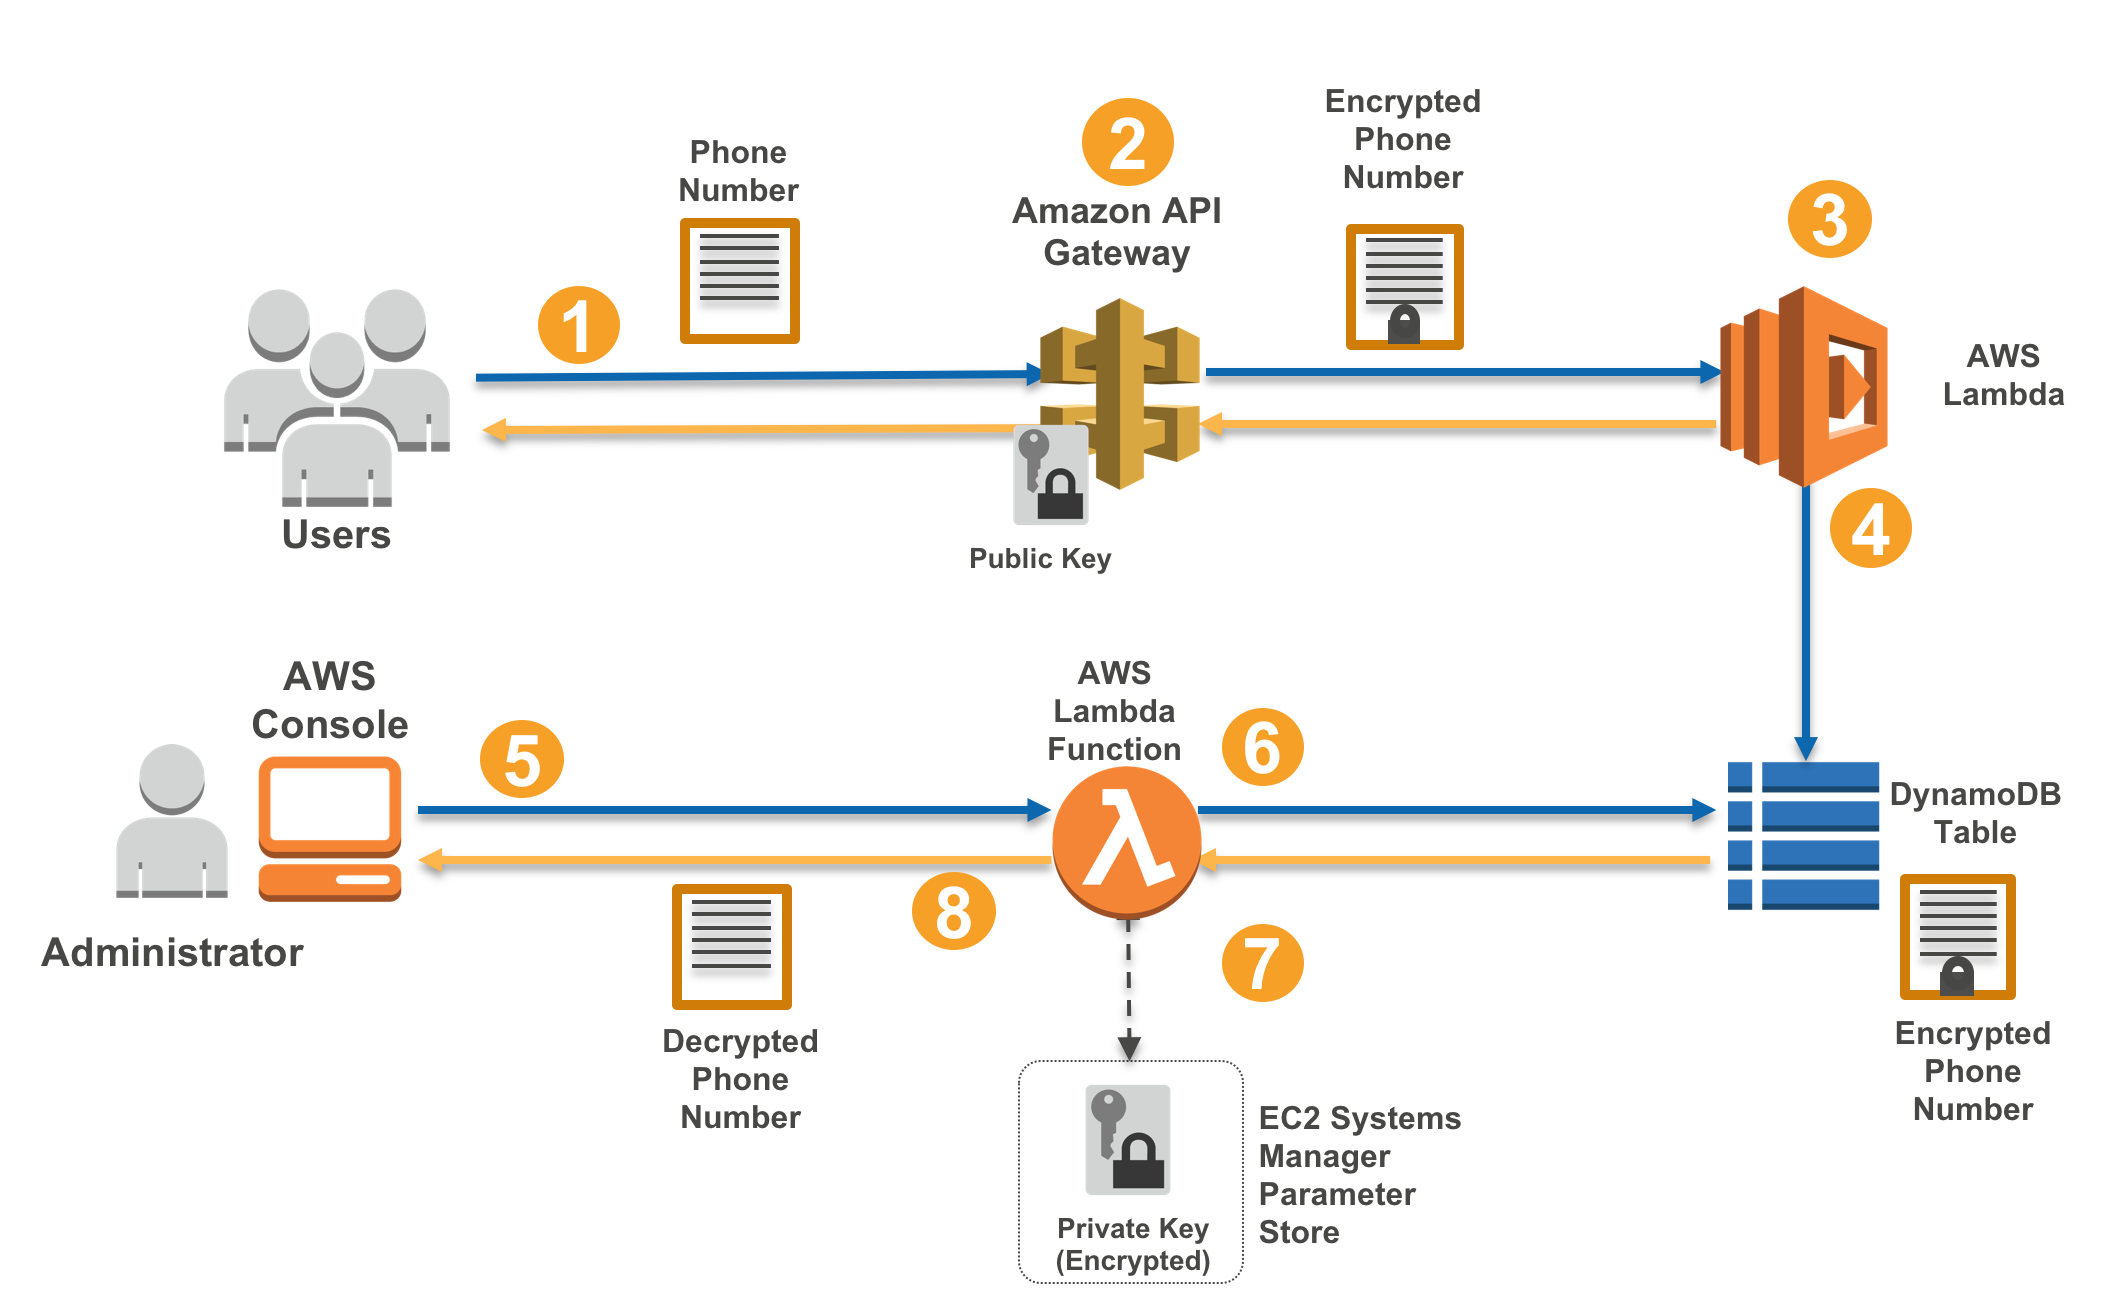 Phone
Number
1
2
Amazon API
Gateway
Encrypted
Phone
Number
3
AWS
Lambda
Users
Public Key
4
AWS
Console
Administrator
5
AWS
Lambda
Function
6
DynamoDB
Table
Encrypted
Phone
Number
8
7
Decrypted
Phone
Number
Private Key
(Encrypted)
EC2 Systems
Manager
Parameter
Store